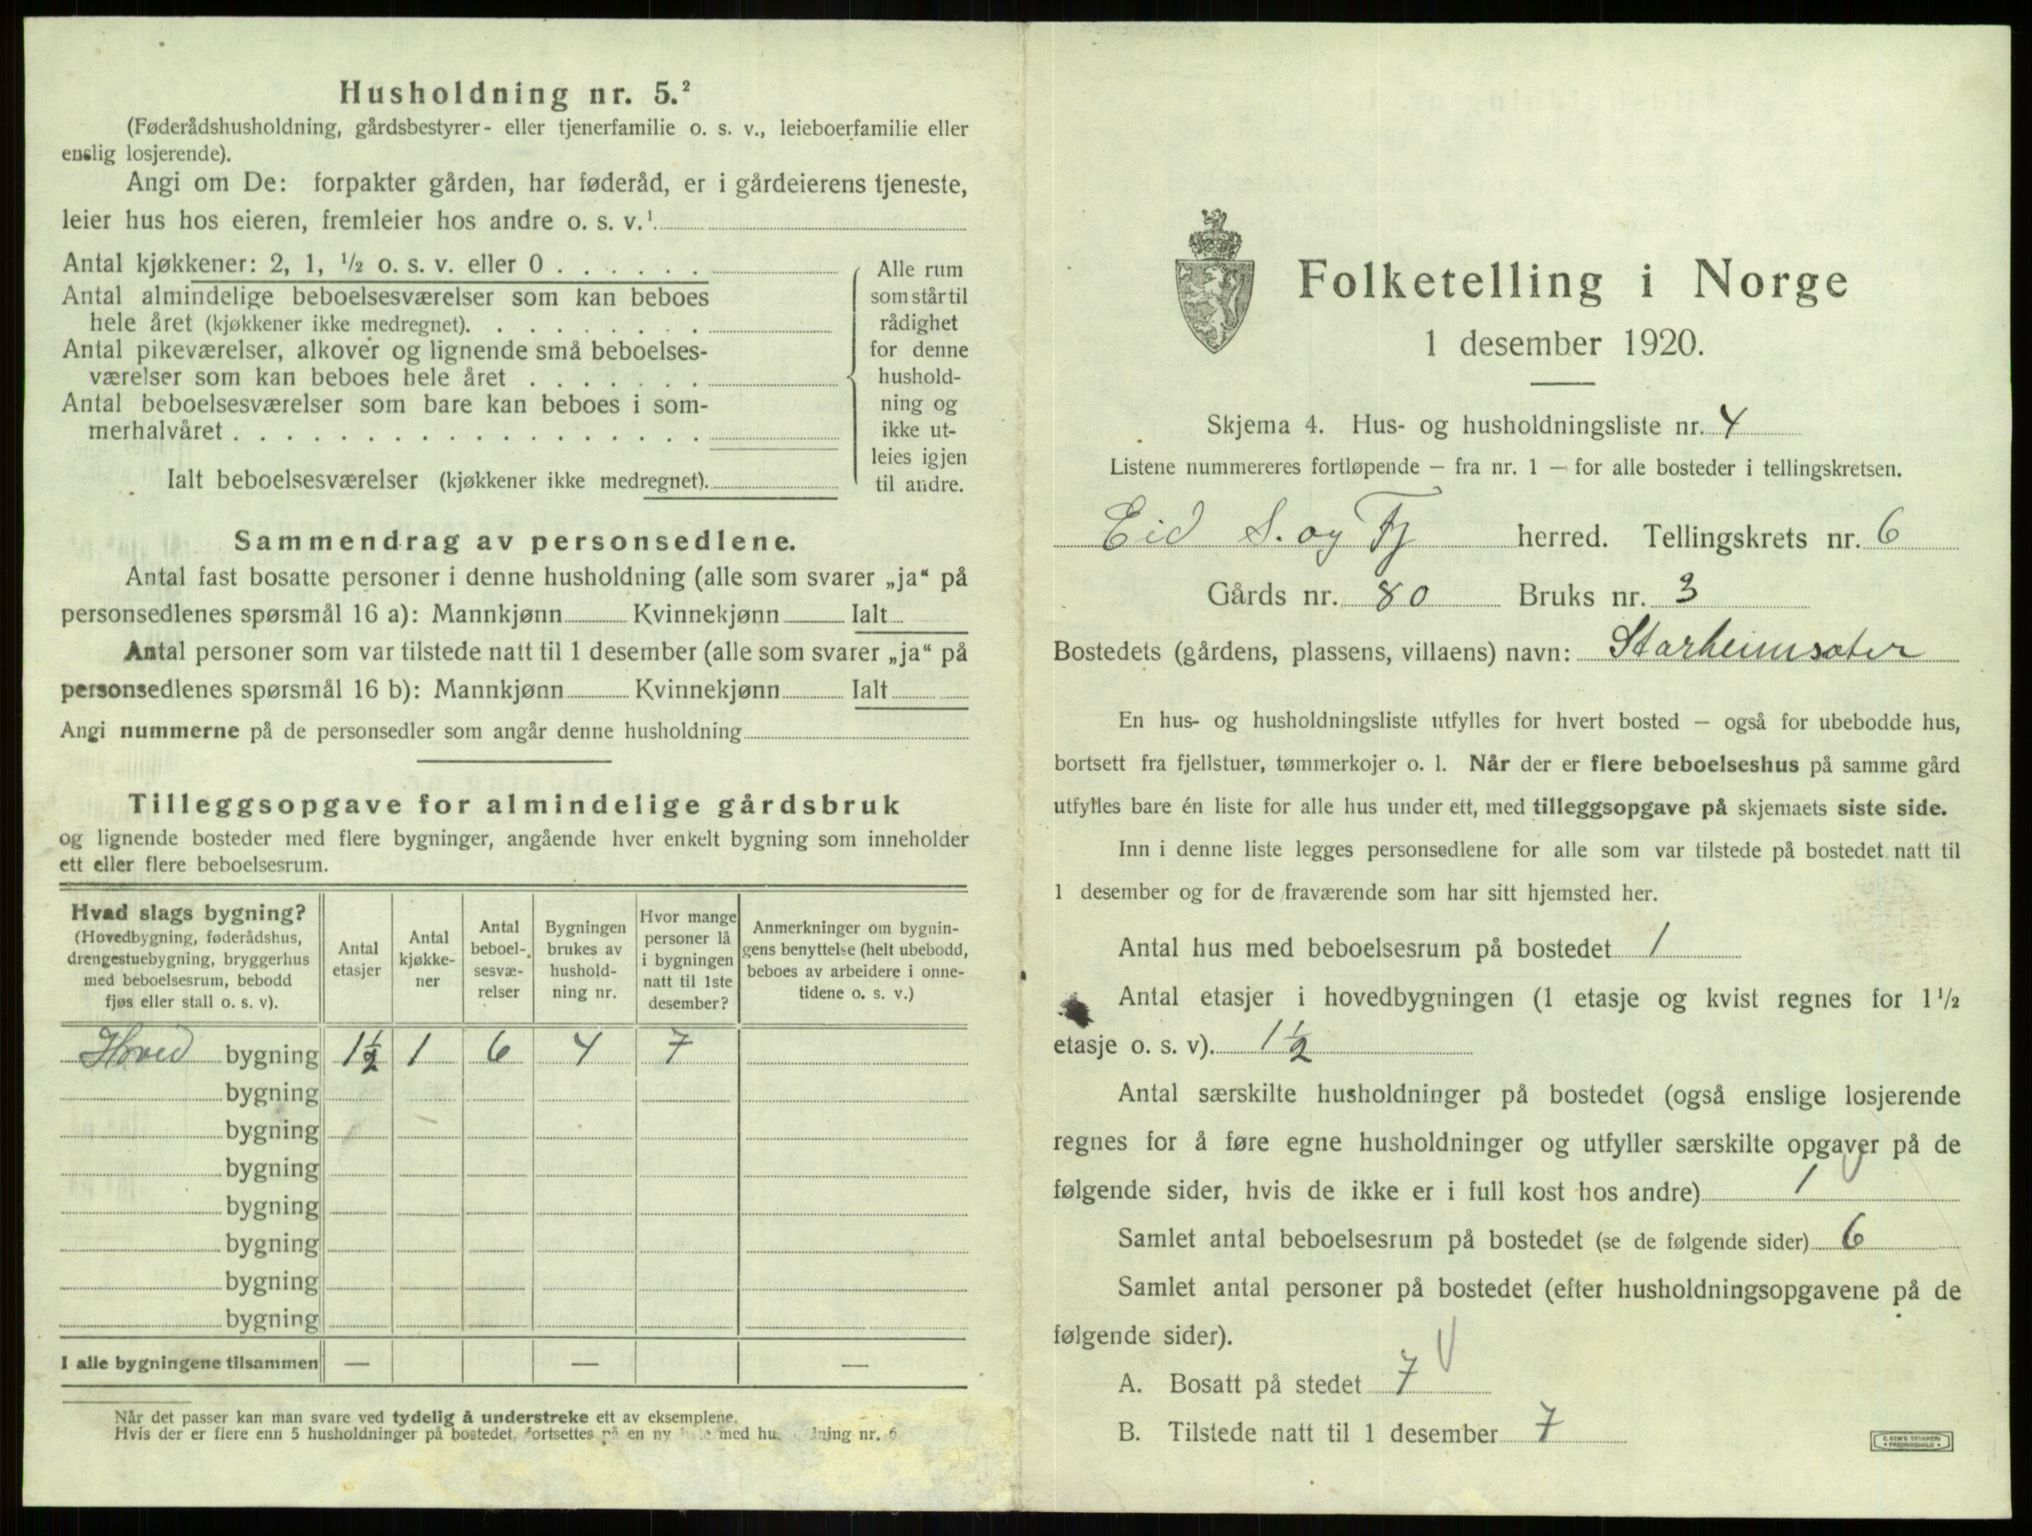 Husholdning nr. 5.²
(Føderådshusholdning, gårdsbestyrer- eller tjenerfamilie o. s. v., leieboerfamilie eller
enslig losjerende).
Angi om De: forpakter gården, har føderåd, er i gårdeierens tjeneste,
leier hus hos eieren, fremleier hos andre o. s. v.¹
Antal kjøkkener: 2, 1, ½ o. s. v. eller 0 . . . . . .
Antal almindelige beboelsesværelser som kan beboes
hele året (kjøkkener ikke medregnet). . . . . . . . .
Antal pikeværelser, alkover og lignende små beboelses-
værelser som kan beboes hele året . . . . . . .
Antal beboelsesværelser som bare kan beboes i som-
merhalvåret . . . . . . . . . . . . . . . . . .
Ialt beboelsesværelser (kjøkkener ikke medregnet).
Alle rum
som står til
rådighet
for denne
hushold-
ning og
ikke ut-
leies igjen
til andre.
Sammendrag av personsedlene.
Antal fast bosatte personer i denne husholdning (alle som svarer „ja“ på
personsedlenes spørsmål 16 a): Mannkjønn Kvinnekjønn Ialt
Antal personer som var tilstede natt til 1 desember (alle som svarer „ja“ på
personsedlenes spørsmål 16 b): Mannkjønn Kvinnekjønn Ialt
Angi nummerne på de personsedler som angår denne husholdning
Tilleggsopgave for almindelige gårdsbruk
og lignende bosteder med flere bygninger, angående hver enkelt bygning som inneholder
ett eller flere beboelsesrum.
Hvad slags bygning?
(Hovedbygning, føderådshus,
drengestuebygning, bryggerhus
med beboelsesrum, bebodd
fjøs eller stall o. s. v).
Antal
etasjer
Antal
kjøkke-
ner
Antal
beboel-
sesvæ-
relser
Bygningen
brukes av
hushold-
ning nr.
Hvor mange
personer lå
i bygningen
natt til 1ste
desember?
Anmerkninger om bygnin-
gens benyttelse (helt ubebodd,
beboes av arbeidere i onne-
tidene o. s. v.)
Hoved bygning 1½ 1 6 4 7
bygning
bygning
bygning
bygning
bygning
bygning
bygning
I alle bygningene tilsammen — — —
Når det passer kan man svare ved tydelig å understreke ett av eksemplene.
Hvis der er flere enn 5 husholdninger på bostedet, fortsettes på en ny med hu ning nr. 6
Folketelling i Norge
1 desember 1920.
Skjema 4. Hus- og husholdningsliste nr. 4
Listene nummereres fortløpende – fra nr. 1 – for alle bosteder i tellingskretsen.
Eid S. og Fj herred. Tellingskrets nr. 6
Gårds nr. 80 Bruks nr. 3
Bostedets (gårdens, plassens, villaens) navn: Starheimsæter
En hus- og husholdningsliste utfylles for hvert bosted – også for ubebodde hus,
bortsett fra fjellstuer, tømmerkojer o. l. Når der er flere beboelseshus på samme gård
utfylles bare én liste for alle hus under ett, med tilleggsopgave på skjemaets siste side.
Inn i denne liste legges personsedlene for alle som var tilstede på bostedet natt til
1 desember og for de fraværende som har sitt hjemsted her.
Antal hus med beboelsesrum på bostedet 1
Antal etasjer i hovedbygningen (1 etasje og kvist regnes for 1½
etasje o. s. v). 1½
Antal særskilte husholdninger på bostedet (også enslige losjerende
regnes for å føre egne husholdninger og utfyller særskilte opgaver på de
følgende sider, hvis de ikke er i full kost hos andre) 1
Samlet antal beboelsesrum på bostedet (se de følgende sider) 6
Samlet antal personer på bostedet (efter husholdningsopgavene på de
følgende sider).
A. Bosatt på stedet 7
B. Tilstede natt til 1 desember 7